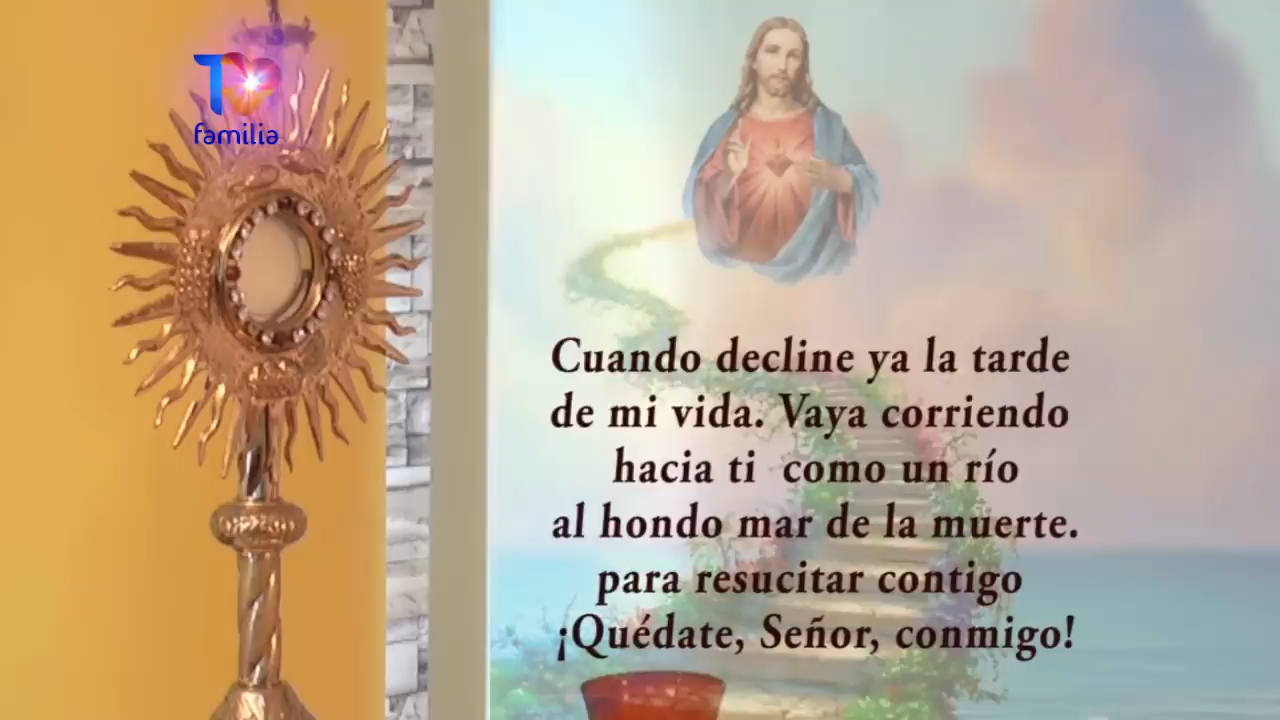 TO
familia
Cuando decline ya la tarde
de mi vida. Vaya corriendo
hacia ti como un río
al hondo mar de la muerte.
para resucitar contigo
¡Quédate, Señor, conmigo!